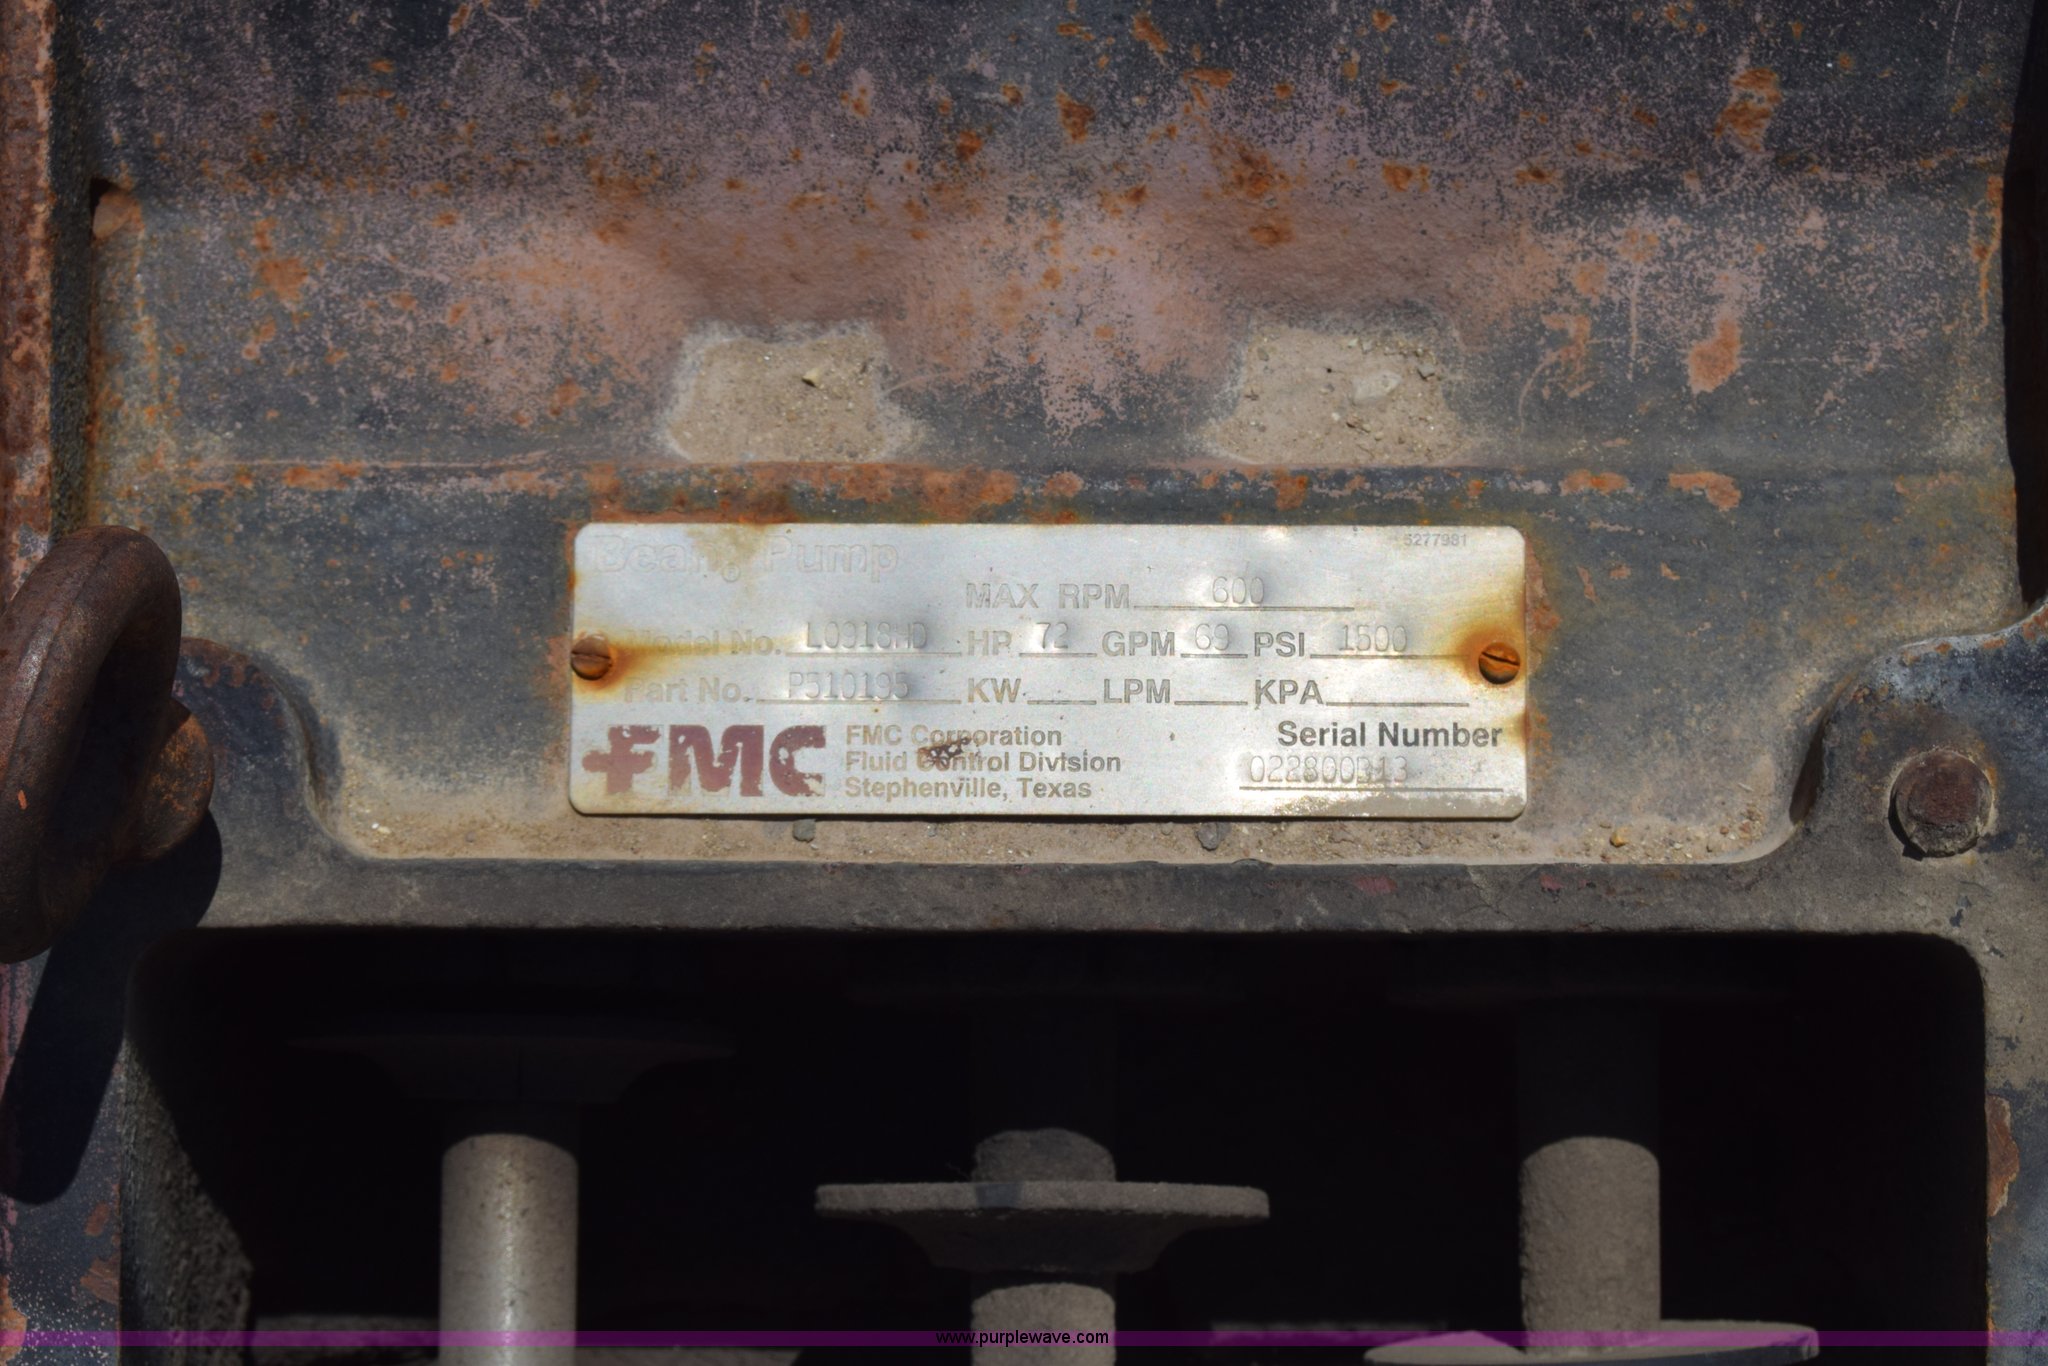 Bean® Pump
5277981
MAX RPM 600
Model No. L0918HD HP 72 GPM 69 PSI 1500
Part No. P510195 KW LPM KPA
FMC
FMC Corporation
Fluid Control Division
Stephenville, Texas
Serial Number
www.purplewave.com